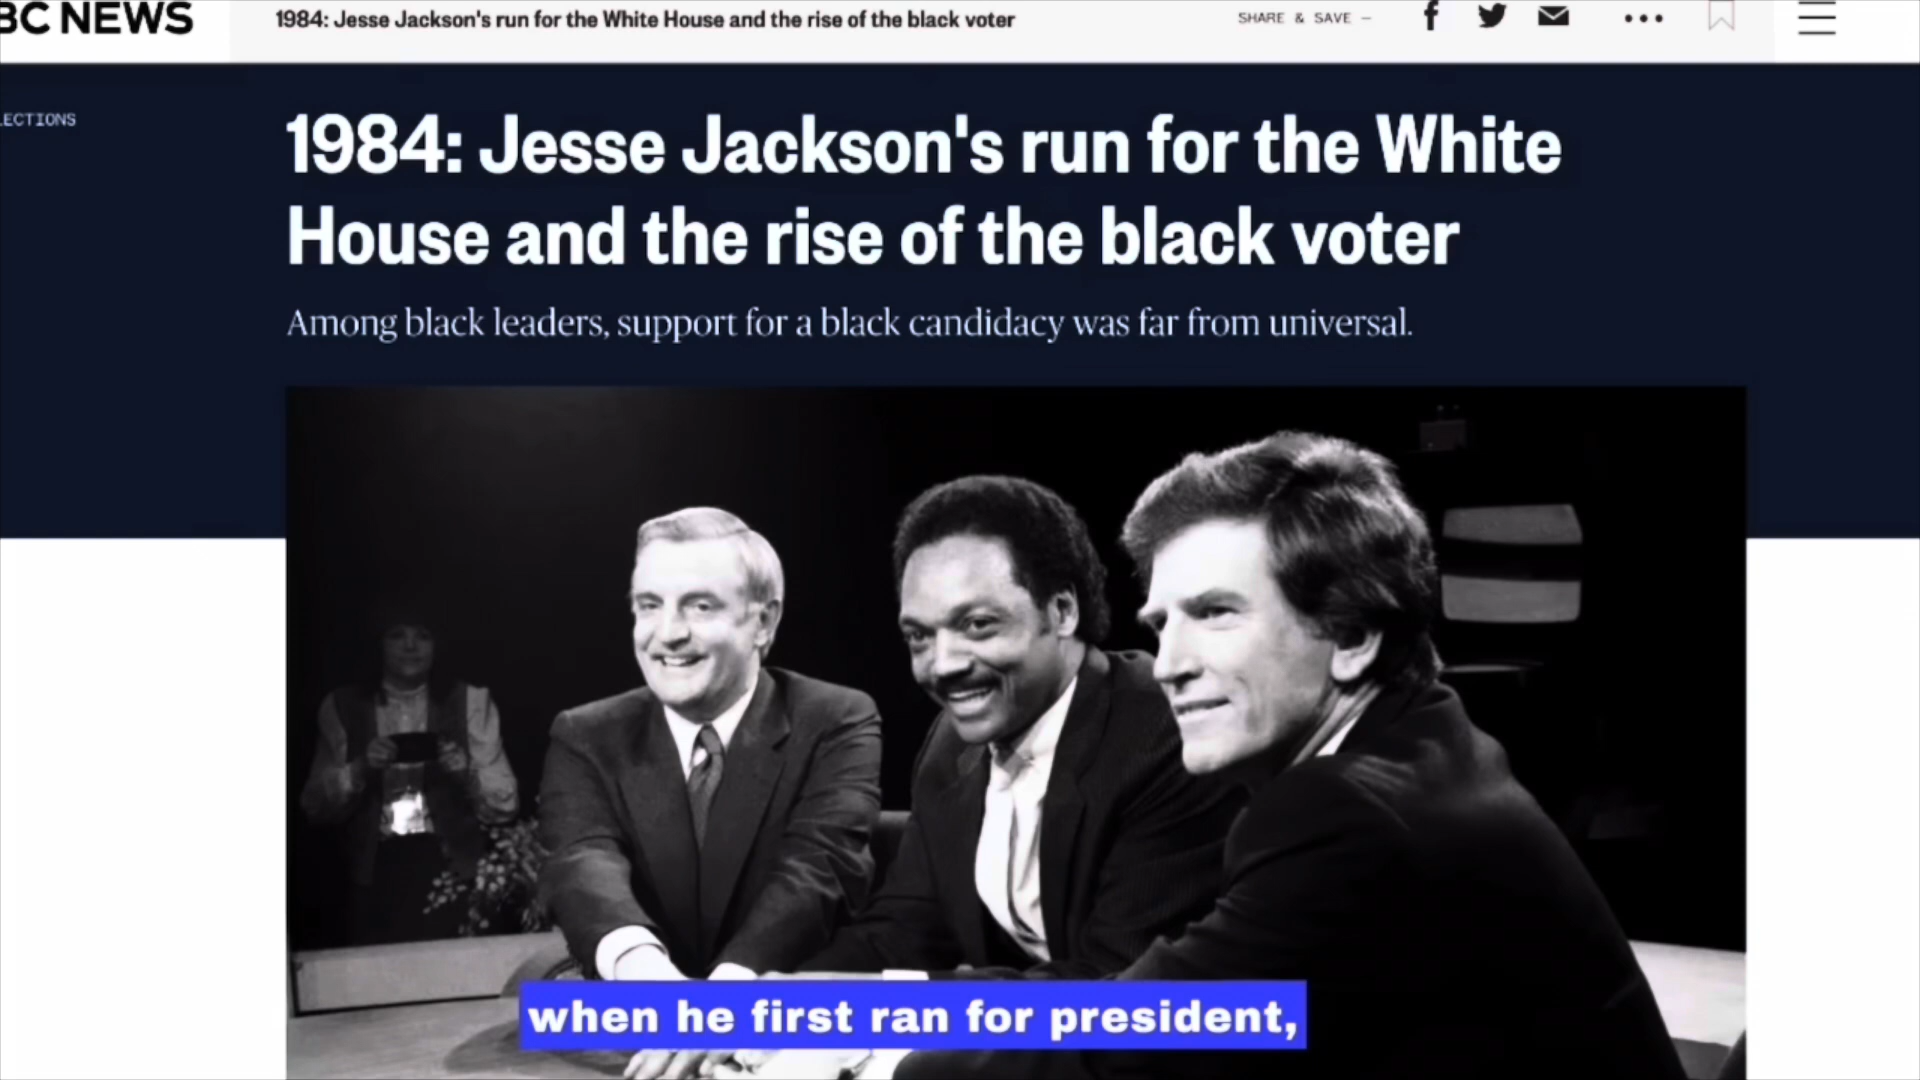 BC NEWS
1984: Jesse Jackson's run for the White House and the rise of the black voter
SHARE & SAVE —
ECTIONS
1984: Jesse Jackson's run for the White
House and the rise of the black voter
Among black leaders, support for a black candidacy was far from universal.
when he first ran for president,